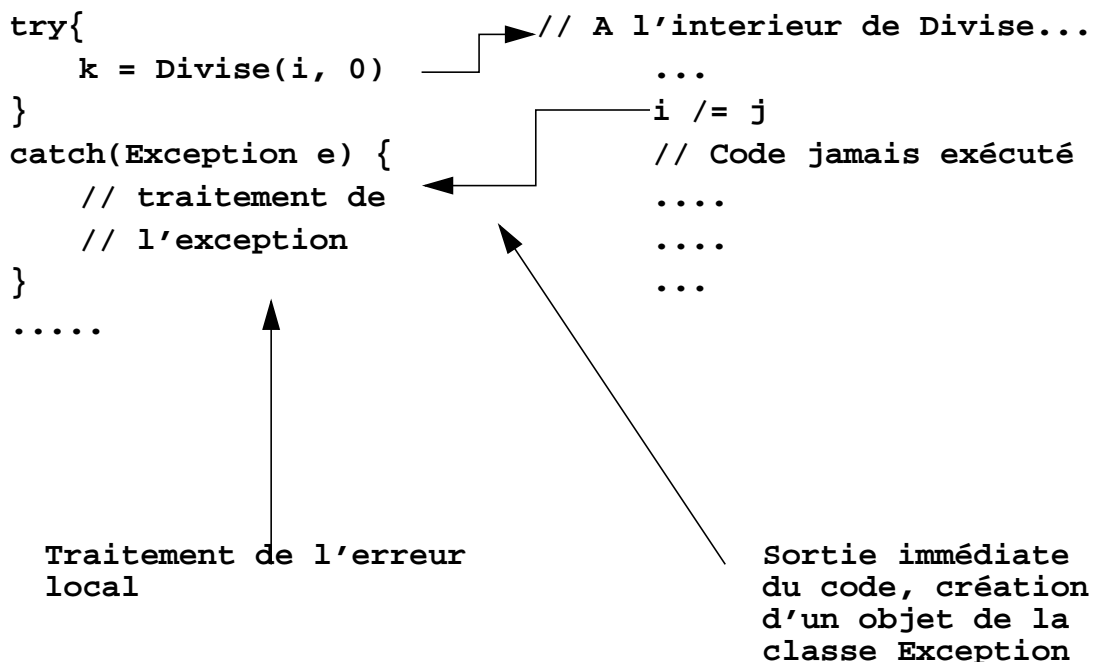 try{
k = Divise(i, 0)
}
catch(Exception e) {
// traitement de
// l'exception
}
.....
// A l'interieur de Divise...
...
i /= j
// Code jamais exécuté
....
....
...
Traitement de l'erreur
local
Sortie immédiate
du code, création
d'un objet de la
classe Exception